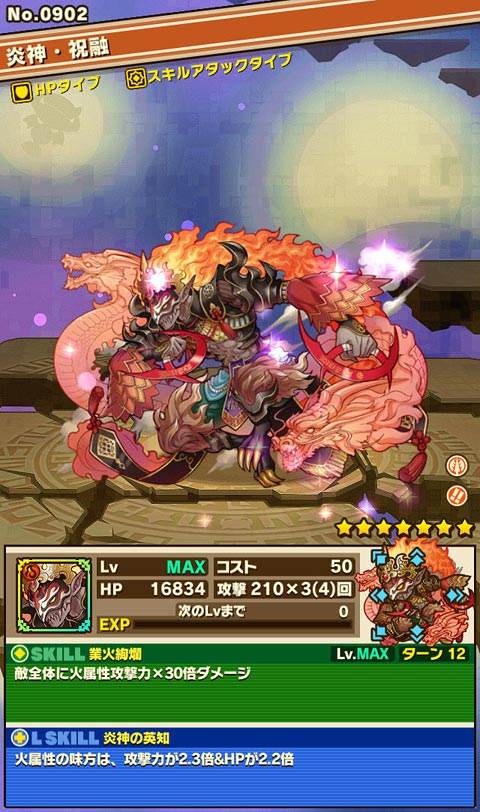 No.0902
炎神・祝融
HPタイプ スキルアタックタイプ
Lv MAX コスト 50
HP 16834 攻撃 210×3(4)回
次のLvまで 0
EXP
SKILL 業火絢爛 Lv.MAX ターン 12
敵全体に火属性攻撃力×30倍ダメージ
L SKILL 炎神の英知
火属性の味方は、攻撃力が2.3倍&HPが2.2倍